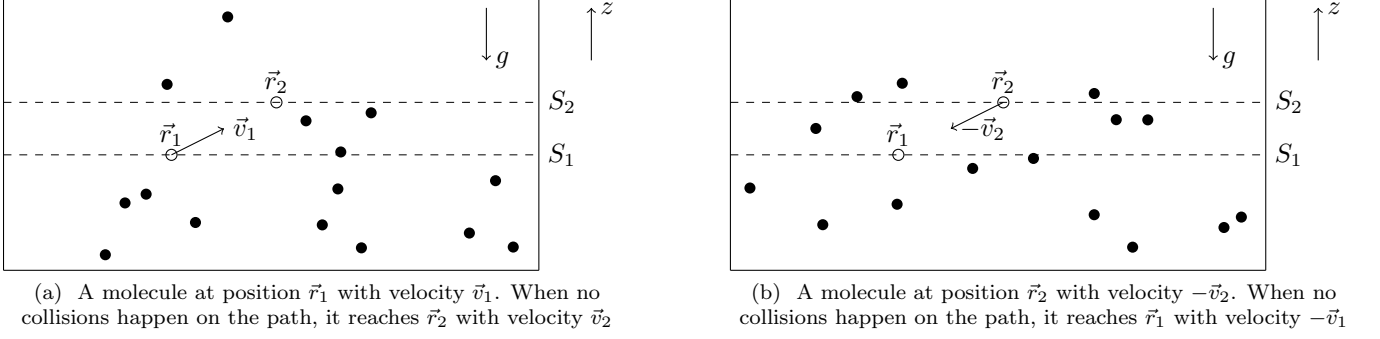 z
g
r⃗₂
S₂
v⃗₁
r⃗₁
S₁
(a) A molecule at position r⃗₁ with velocity v⃗₁. When no
collisions happen on the path, it reaches r⃗₂ with velocity v⃗₂
z
g
r⃗₂
S₂
−v⃗₂
r⃗₁
S₁
(b) A molecule at position r⃗₂ with velocity −v⃗₂. When no
collisions happen on the path, it reaches r⃗₁ with velocity −v⃗₁